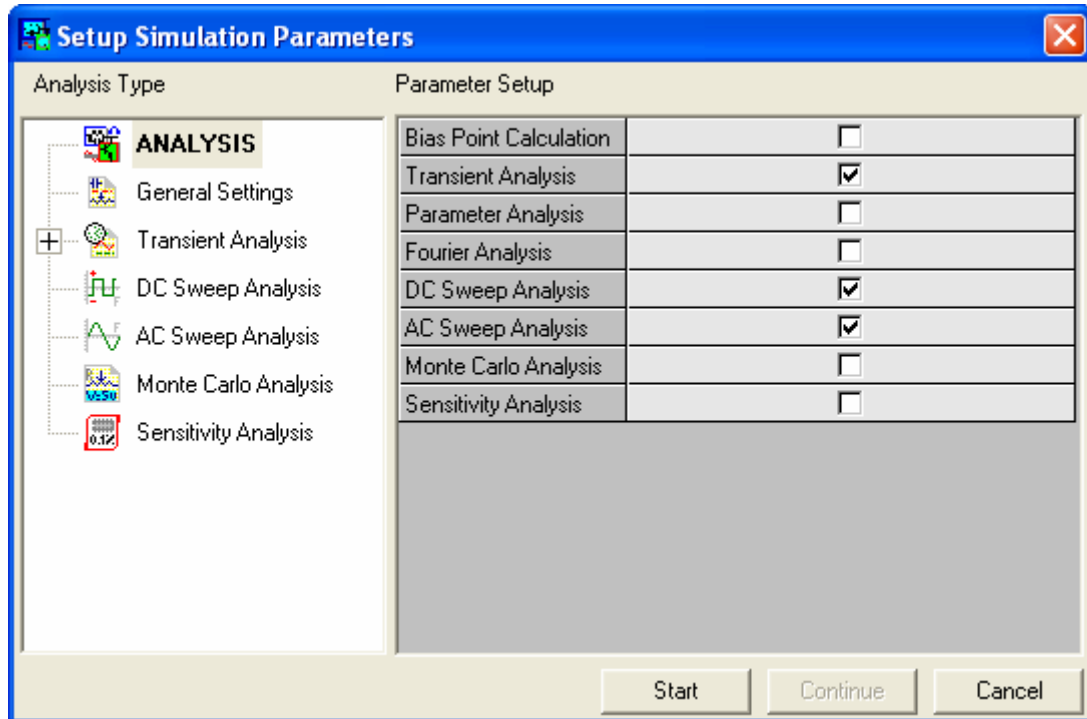 Setup Simulation Parameters
Analysis Type
Parameter Setup
ANALYSIS
General Settings
Transient Analysis
DC Sweep Analysis
AC Sweep Analysis
Monte Carlo Analysis
Sensitivity Analysis
Bias Point Calculation
Transient Analysis
Parameter Analysis
Fourier Analysis
DC Sweep Analysis
AC Sweep Analysis
Monte Carlo Analysis
Sensitivity Analysis
Start
Continue
Cancel